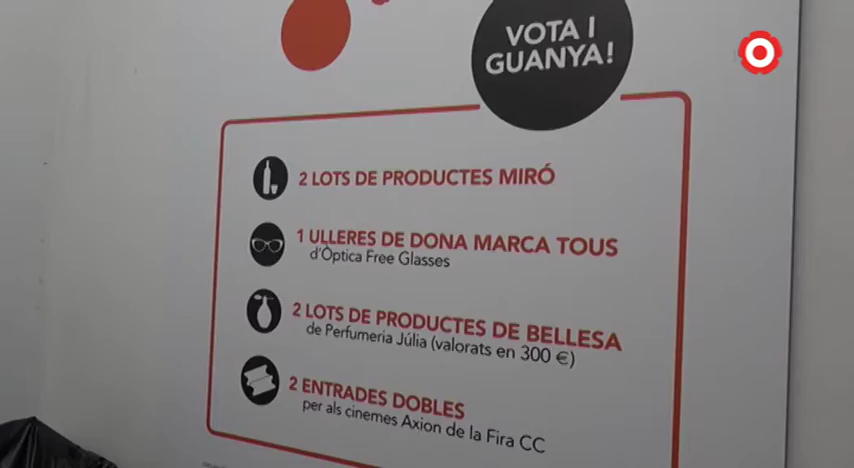 VOTA I
GUANYA!
2 LOTS DE PRODUCTES MIRÓ
1 ULLERES DE DONA MARCA TOUS
d'Òptica Free Glasses
2 LOTS DE PRODUCTES DE BELLESA
de Perfumeria Júlia (valorats en 300 €)
2 ENTRADES DOBLES
per als cinemes Axion de la Fira CC